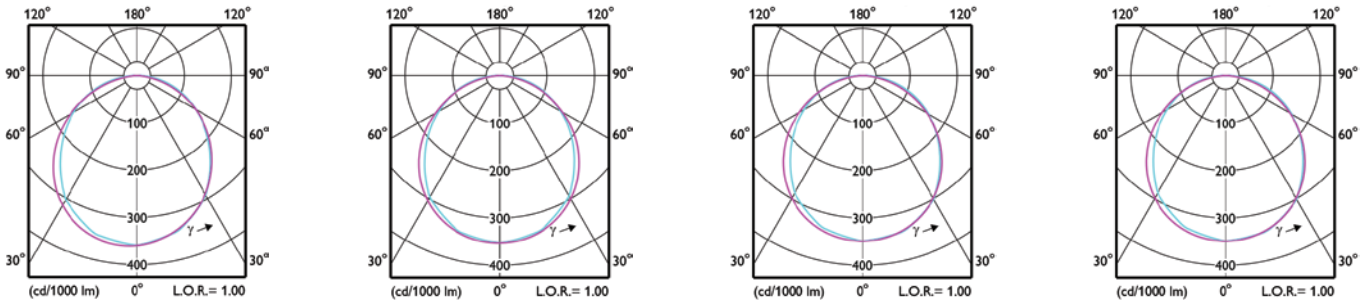 120° 180° 120° 120° 180° 120° 120° 180° 120° 120° 180° 120°
90° 90° 90° 90° 90° 90° 90° 90°
100 100 100 100
60° 60° 60° 60° 60° 60° 60° 60°
200 200 200 200
300 300 300 300
γ γ γ γ
30° 400 30° 30° 400 30° 30° 400 30° 30° 400 30°
(cd/1000 lm) 0° L.O.R.= 1.00 (cd/1000 lm) 0° L.O.R.= 1.00 (cd/1000 lm) 0° L.O.R.= 1.00 (cd/1000 lm) 0° L.O.R.= 1.00